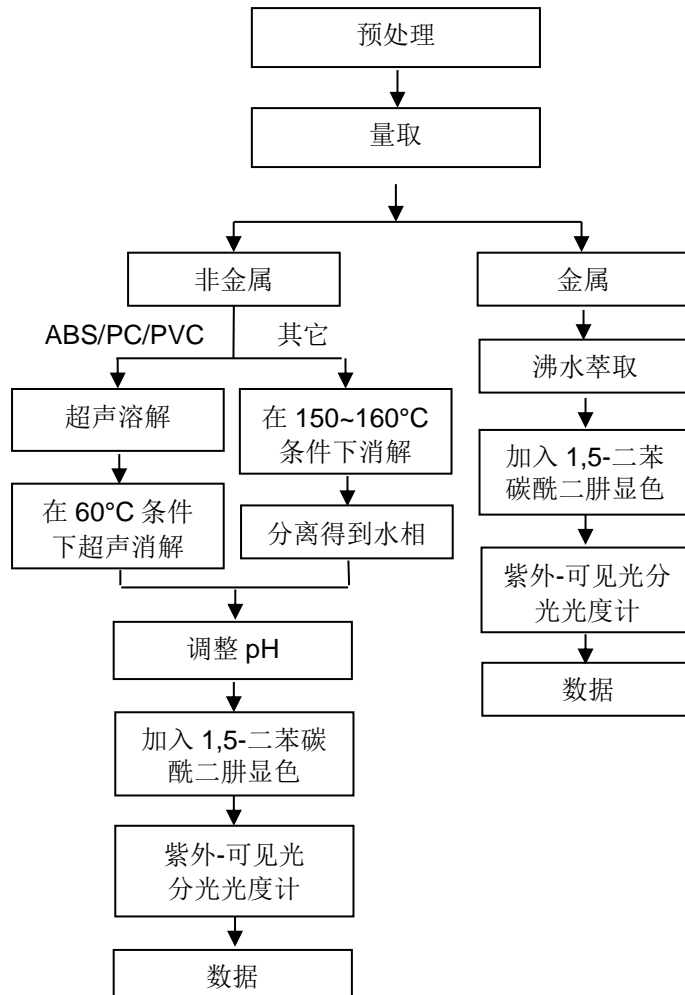 预处理
量取
非金属
金属
ABS/PC/PVC
其它
沸水萃取
超声溶解
在 150~160°C
条件下消解
加入 1,5-二苯
碳酰二肼显色
在 60°C 条件
下超声消解
分离得到水相
紫外-可见光分
光光度计
调整 pH
数据
加入 1,5-二苯碳
酰二肼显色
紫外-可见光
分光光度计
数据